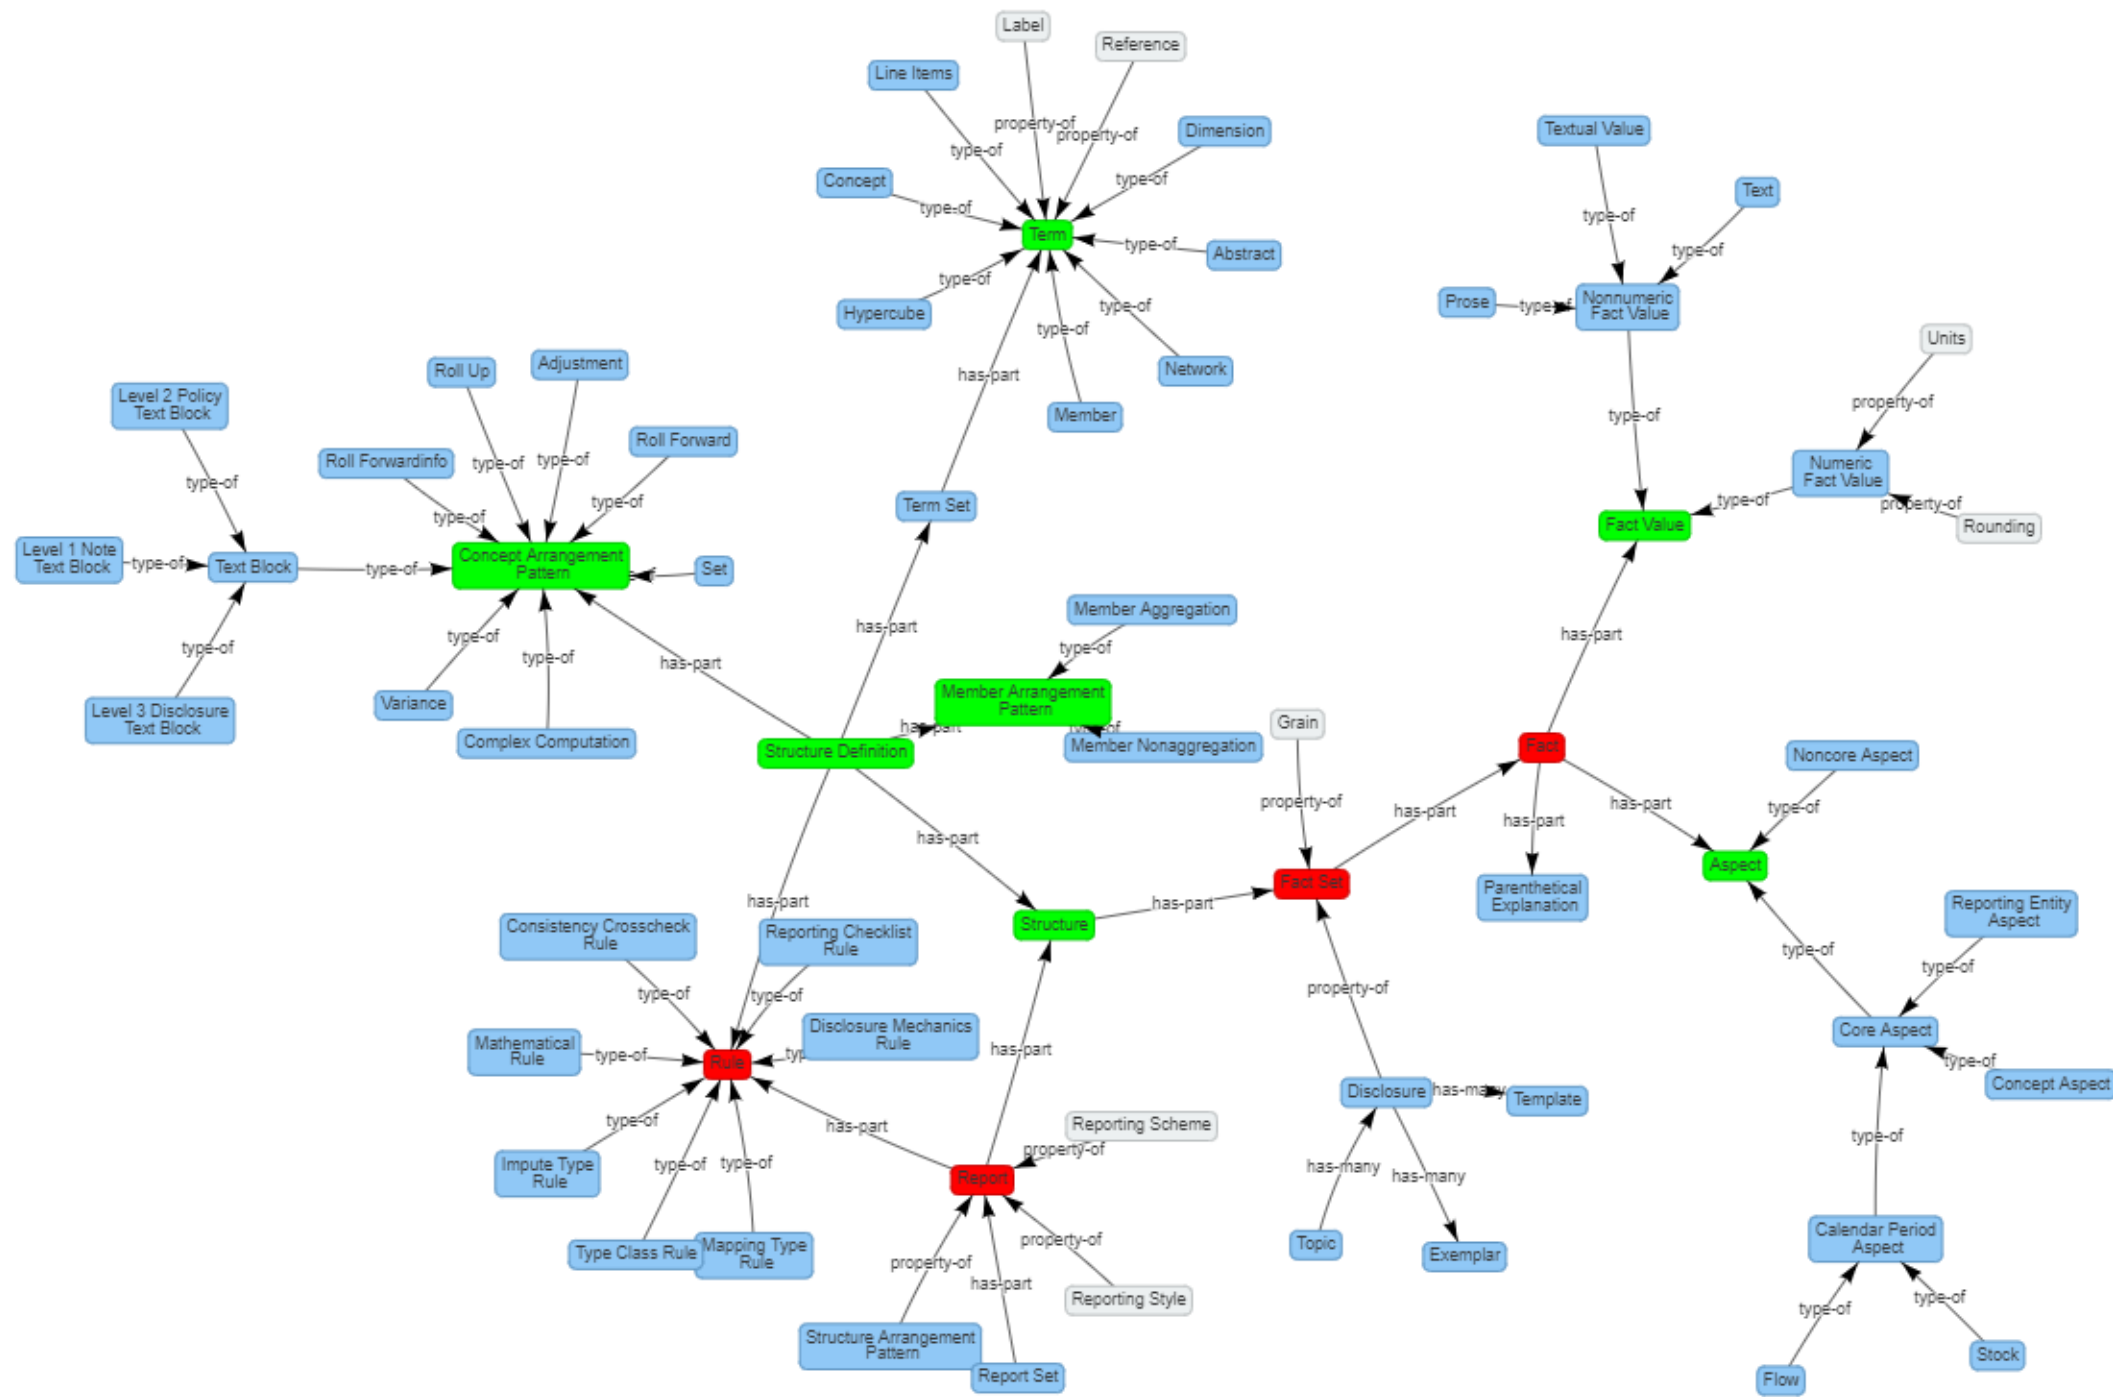 Label
Reference
Line Items
property-of
property-of
Dimension
type-of
Concept
type-of
type-of
Term
type-of
Abstract
type-of
Hypercube
type-of
type-of
Network
has-part
Member
Textual Value
Text
type-of
type-of
Prose
type-of
Nonnumeric
Fact Value
Units
type-of
property-of
Numeric
Fact Value
type-of
property-of
Fact Value
Rounding
has-part
Level 2 Policy
Text Block
Roll Up
Adjustment
Roll Forward
Roll Forwardinfo
type-of
type-of
type-of
type-of
type-of
Level 1 Note
Text Block
type-of
Text Block
type-of
Concept Arrangement
Pattern
Set
type-of
Level 3 Disclosure
Text Block
type-of
Variance
type-of
Complex Computation
has-part
Term Set
has-part
Member Aggregation
type-of
Member Arrangement
Pattern
has-part
type-of
Member Nonaggregation
Structure Definition
has-part
has-part
Grain
property-of
Fact
has-part
has-part
has-part
Noncore Aspect
type-of
Aspect
Fact Set
Parenthetical
Explanation
Structure
has-part
Reporting Entity
Aspect
type-of
type-of
Core Aspect
type-of
Concept Aspect
type-of
Calendar Period
Aspect
type-of
type-of
Flow
Stock
Consistency Crosscheck
Rule
Reporting Checklist
Rule
type-of
type-of
Mathematical
Rule
type-of
Rule
Disclosure Mechanics
Rule
type-of
Impute Type
Rule
type-of
type-of
Type Class Rule
Mapping Type
Rule
has-part
has-part
Reporting Scheme
property-of
Report
property-of
has-part
property-of
Reporting Style
Structure Arrangement
Pattern
Report Set
property-of
Disclosure
has-many
Template
has-many
has-many
Topic
Exemplar